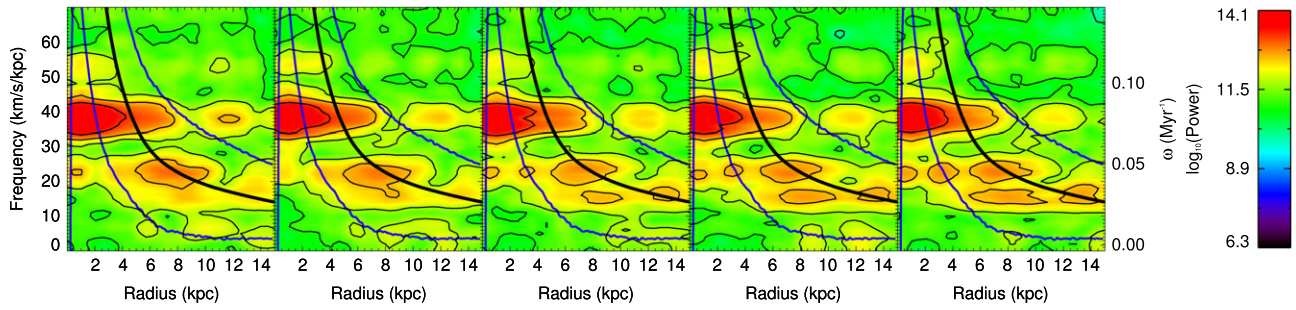 Frequency (km/s/kpc)
60
50
40
30
20
10
0
2 4 6 8 10 12 14
2 4 6 8 10 12 14
2 4 6 8 10 12 14
2 4 6 8 10 12 14
2 4 6 8 10 12 14
Radius (kpc)
Radius (kpc)
Radius (kpc)
Radius (kpc)
Radius (kpc)
0.10
0.05
0.00
ω (Myr⁻¹)
log₁₀(Power)
14.1
11.5
8.9
6.3